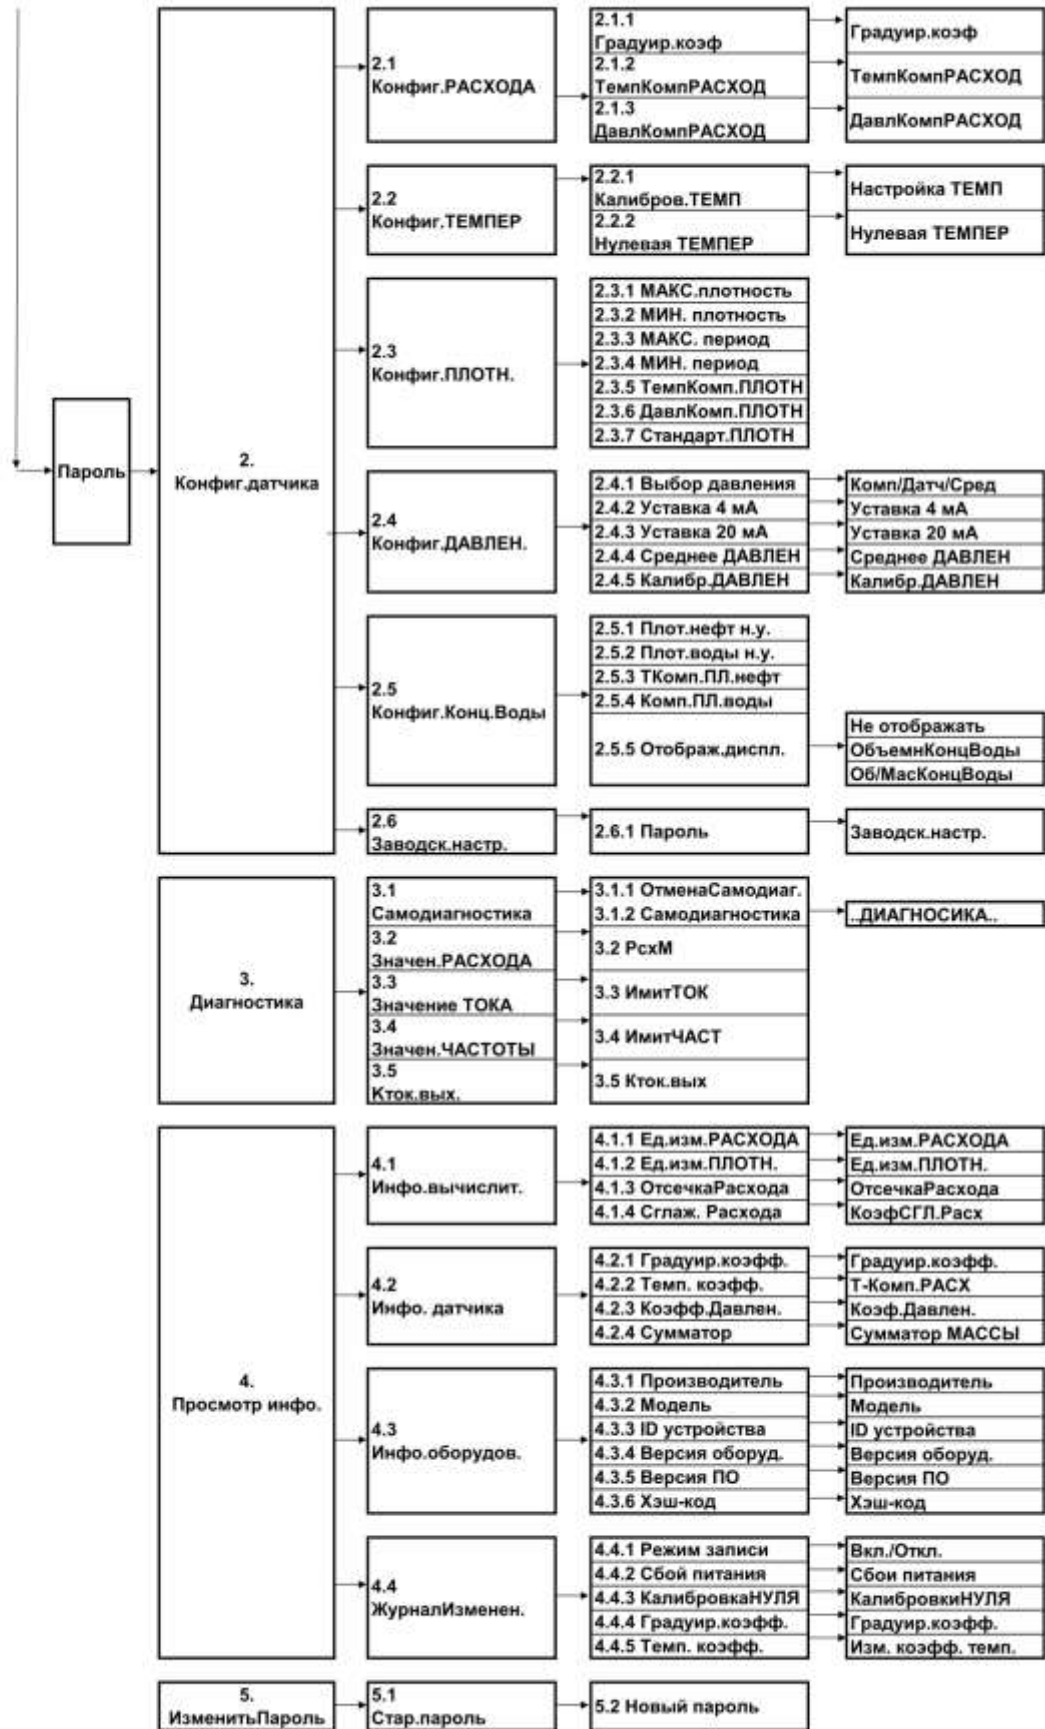 Пароль
2.
Конфиг.датчика
2.1
Конфиг.РАСХОДА
2.1.1
Градуир.коэф
2.1.2
ТемпКомпРАСХОД
2.1.3
ДавлКомпРАСХОД
Градуир.коэф
ТемпКомпРАСХОД
ДавлКомпРАСХОД
2.2
Конфиг.ТЕМПЕР
2.2.1
Калибров.ТЕМП
2.2.2
Нулевая ТЕМПЕР
Настройка ТЕМП
Нулевая ТЕМПЕР
2.3
Конфиг.ПЛОТН.
2.3.1 МАКС.плотность
2.3.2 МИН. плотность
2.3.3 МАКС. период
2.3.4 МИН. период
2.3.5 ТемпКомп.ПЛОТН
2.3.6 ДавлКомп.ПЛОТН
2.3.7 Стандарт.ПЛОТН
2.4
Конфиг.ДАВЛЕН.
2.4.1 Выбор давления
2.4.2 Уставка 4 мА
2.4.3 Уставка 20 мА
2.4.4 Среднее ДАВЛЕН
2.4.5 Калибр.ДАВЛЕН
Комп/Датч/Сред
Уставка 4 мА
Уставка 20 мА
Среднее ДАВЛЕН
Калибр.ДАВЛЕН
2.5
Конфиг.Конц.Воды
2.5.1 Плот.нефт н.у.
2.5.2 Плот.воды н.у.
2.5.3 ТКомп.ПЛ.нефт
2.5.4 Комп.ПЛ.воды
2.5.5 Отображ.диспл.
Не отображать
ОбъемнКонцВоды
Об/МасКонцВоды
2.6
Заводск.настр.
2.6.1 Пароль
Заводск.настр.
3.
Диагностика
3.1
Самодиагностика
3.2
Значен.РАСХОДА
3.3
Значение ТОКА
3.4
Значен.ЧАСТОТЫ
3.5
Кток.вых.
3.1.1 ОтменаСамодиаг.
3.1.2 Самодиагностика
3.2 РсхМ
3.3 ИмитТОК
3.4 ИмитЧАСТ
3.5 Кток.вых
..ДИАГНОСИКА..
4.
Просмотр инфо.
4.1
Инфо.вычислит.
4.1.1 Ед.изм.РАСХОДА
4.1.2 Ед.изм.ПЛОТН.
4.1.3 ОтсечкаРасхода
4.1.4 Сглаж. Расхода
Ед.изм.РАСХОДА
Ед.изм.ПЛОТН.
ОтсечкаРасхода
КоэфСГЛ.Расх
4.2
Инфо. датчика
4.2.1 Градуир.коэфф.
4.2.2 Темп. коэфф.
4.2.3 Коэфф.Давлен.
4.2.4 Сумматор
Градуир.коэфф.
Т-Комп.РАСХ
Коэф.Давлен.
Сумматор МАССЫ
4.3
Инфо.оборудов.
4.3.1 Производитель
4.3.2 Модель
4.3.3 ID устройства
4.3.4 Версия оборуд.
4.3.5 Версия ПО
4.3.6 Хэш-код
Производитель
Модель
ID устройства
Версия оборуд.
Версия ПО
Хэш-код
4.4
ЖурналИзменен.
4.4.1 Режим записи
4.4.2 Сбой питания
4.4.3 КалибровкаНУЛЯ
4.4.4 Градуир.коэфф.
4.4.5 Темп. коэфф.
Вкл./Откл.
Сбои питания
КалибровкиНУЛЯ
Градуир.коэфф.
Изм. коэфф. темп.
5.
ИзменитьПароль
5.1
Стар.пароль
5.2 Новый пароль